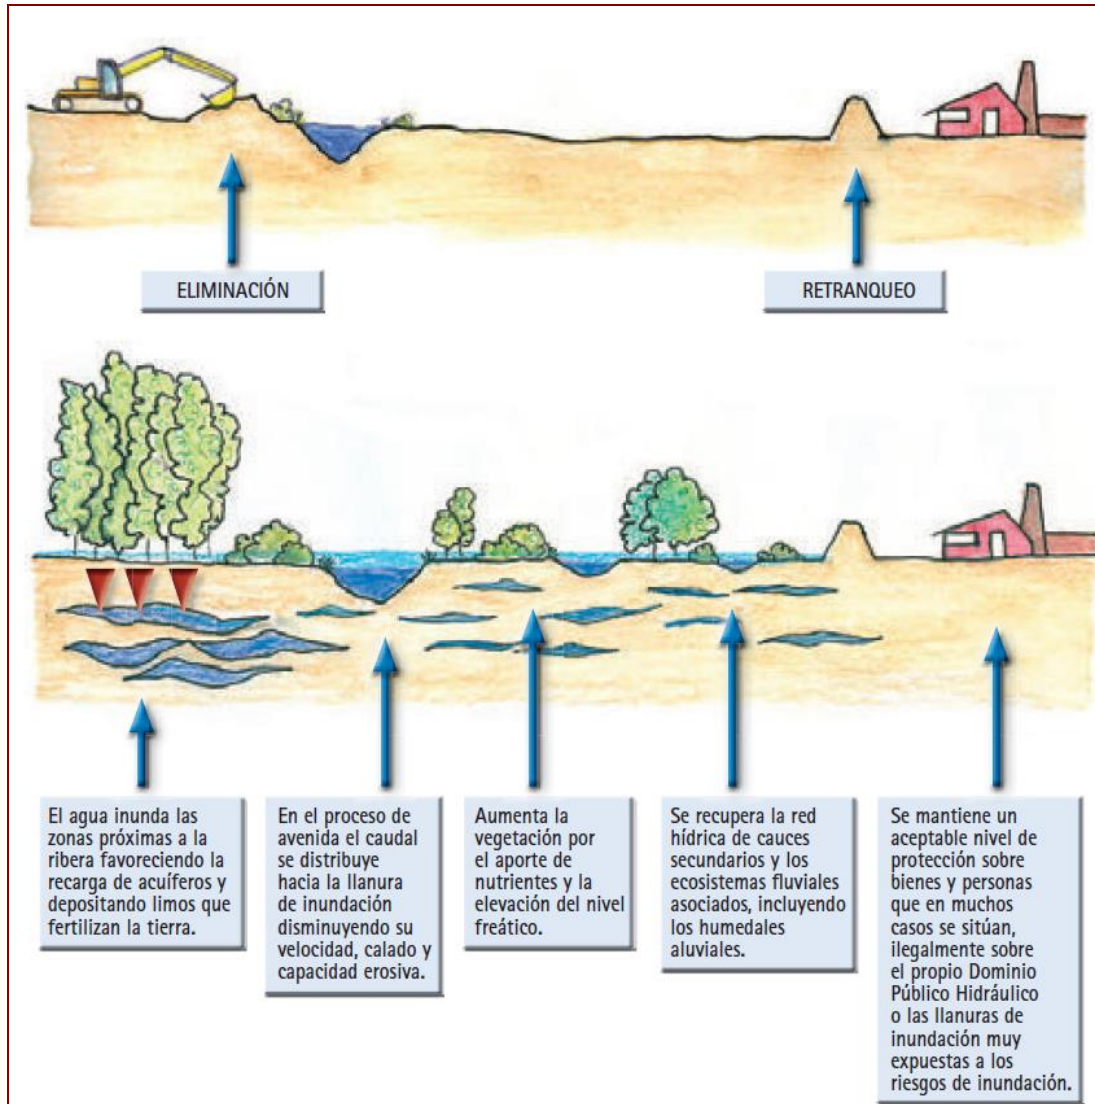 ELIMINACIÓN
RETRANQUEO
El agua inunda las
zonas próximas a la
ribera favoreciendo la
recarga de acuíferos y
depositando limos que
fertilizan la tierra.
En el proceso de
avenida el caudal
se distribuye
hacia la llanura
de inundación
disminuyendo su
velocidad, calado y
capacidad erosiva.
Aumenta la
vegetación por
el aporte de
nutrientes y la
elevación del nivel
freático.
Se recupera la red
hídrica de cauces
secundarios y los
ecosistemas fluviales
asociados, incluyendo
los humedales
aluviales.
Se mantiene un
aceptable nivel de
protección sobre
bienes y personas
que en muchos
casos se sitúan,
ilegalmente sobre
el propio Dominio
Público Hidráulico
o las llanuras de
inundación muy
expuestas a los
riesgos de inundación.